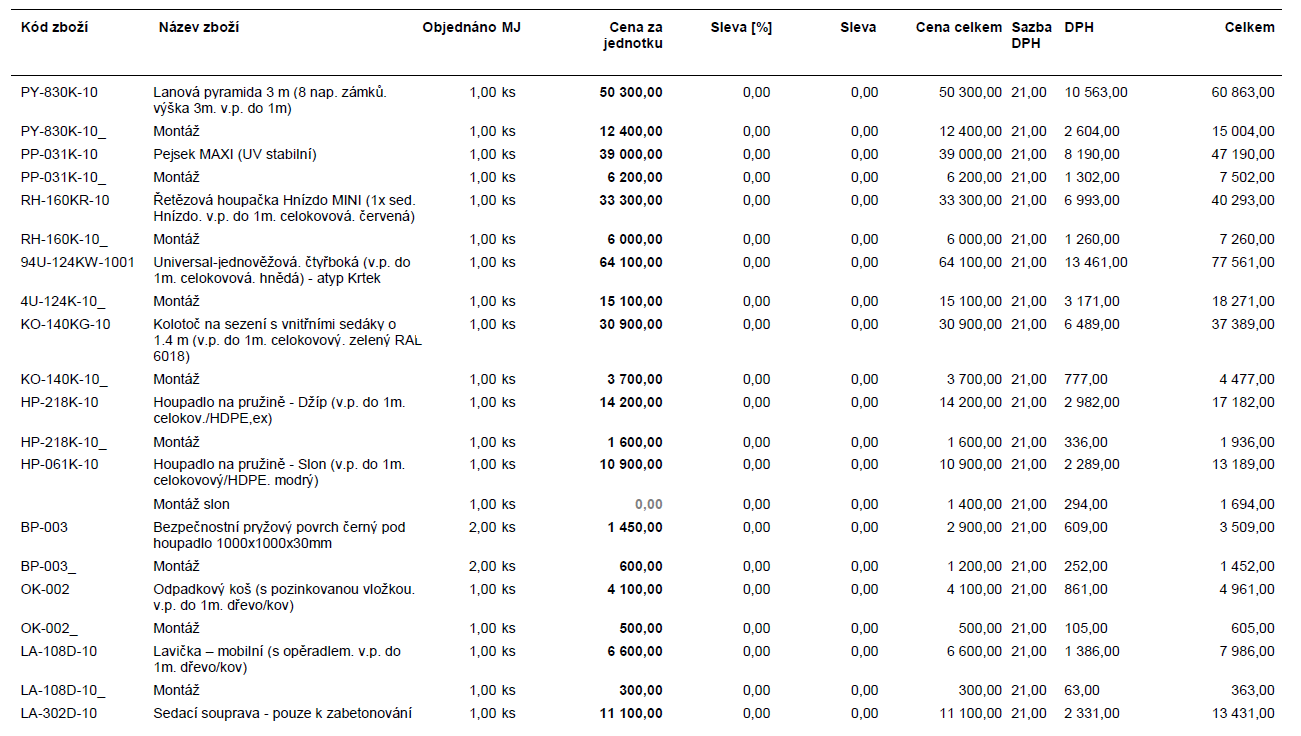 Kód zboží Název zboží Objednáno MJ Cena za Sleva [%] Sleva Cena celkem Sazba DPH Celkem
jednotku DPH
PY-830K-10 Lanová pyramida 3 m (8 nap. zámků. 1,00 ks 50 300,00 0,00 0,00 50 300,00 21,00 10 563,00 60 863,00
výška 3m. v.p. do 1m)
PY-830K-10_ Montáž 1,00 ks 12 400,00 0,00 0,00 12 400,00 21,00 2 604,00 15 004,00
PP-031K-10 Pejsek MAXI (UV stabilní) 1,00 ks 39 000,00 0,00 0,00 39 000,00 21,00 8 190,00 47 190,00
PP-031K-10_ Montáž 1,00 ks 6 200,00 0,00 0,00 6 200,00 21,00 1 302,00 7 502,00
RH-160KR-10 Řetězová houpačka Hnízdo MINI (1x sed. 1,00 ks 33 300,00 0,00 0,00 33 300,00 21,00 6 993,00 40 293,00
Hnízdo. v.p. do 1m. celokovová. červená)
RH-160K-10_ Montáž 1,00 ks 6 000,00 0,00 0,00 6 000,00 21,00 1 260,00 7 260,00
94U-124KW-1001 Universal-jednověžová. čtyřboká (v.p. do 1,00 ks 64 100,00 0,00 0,00 64 100,00 21,00 13 461,00 77 561,00
1m. celokovová. hnědá) - atyp Krtek
4U-124K-10_ Montáž 1,00 ks 15 100,00 0,00 0,00 15 100,00 21,00 3 171,00 18 271,00
KO-140KG-10 Kolotoč na sezení s vnitřními sedáky o 1,00 ks 30 900,00 0,00 0,00 30 900,00 21,00 6 489,00 37 389,00
1.4 m (v.p. do 1m. celokovový. zelený RAL
6018)
KO-140K-10_ Montáž 1,00 ks 3 700,00 0,00 0,00 3 700,00 21,00 777,00 4 477,00
HP-218K-10 Houpadlo na pružině - Džíp (v.p. do 1m. 1,00 ks 14 200,00 0,00 0,00 14 200,00 21,00 2 982,00 17 182,00
celokov./HDPE,ex)
HP-218K-10_ Montáž 1,00 ks 1 600,00 0,00 0,00 1 600,00 21,00 336,00 1 936,00
HP-061K-10 Houpadlo na pružině - Slon (v.p. do 1m. 1,00 ks 10 900,00 0,00 0,00 10 900,00 21,00 2 289,00 13 189,00
celokovový/HDPE. modrý)
Montáž slon 1,00 ks 0,00 0,00 0,00 1 400,00 21,00 294,00 1 694,00
BP-003 Bezpečnostní pryžový povrch černý pod 2,00 ks 1 450,00 0,00 0,00 2 900,00 21,00 609,00 3 509,00
houpadlo 1000x1000x30mm
BP-003_ Montáž 2,00 ks 600,00 0,00 0,00 1 200,00 21,00 252,00 1 452,00
OK-002 Odpadkový koš (s pozinkovanou vložkou. 1,00 ks 4 100,00 0,00 0,00 4 100,00 21,00 861,00 4 961,00
v.p. do 1m. dřevo/kov)
OK-002_ Montáž 1,00 ks 500,00 0,00 0,00 500,00 21,00 105,00 605,00
LA-108D-10 Lavička – mobilní (s opěradlem. v.p. do 1,00 ks 6 600,00 0,00 0,00 6 600,00 21,00 1 386,00 7 986,00
1m. dřevo/kov)
LA-108D-10_ Montáž 1,00 ks 300,00 0,00 0,00 300,00 21,00 63,00 363,00
LA-302D-10 Sedací souprava - pouze k zabetonování 1,00 ks 11 100,00 0,00 0,00 11 100,00 21,00 2 331,00 13 431,00